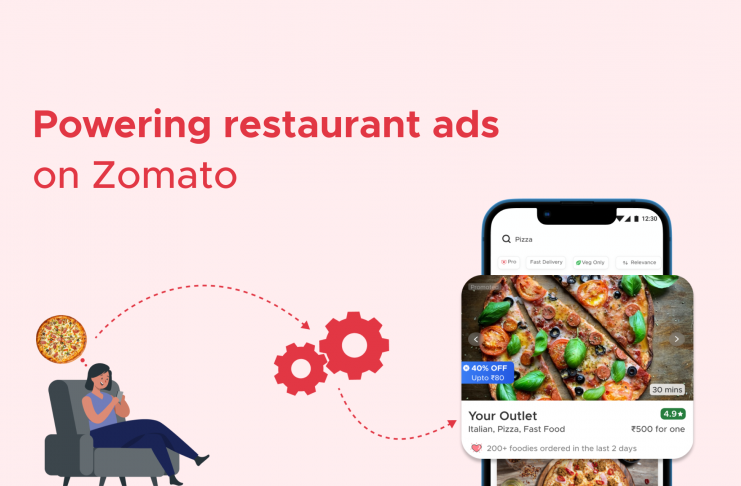 Powering restaurant ads
on Zomato
12:30
Pizza
Pro
Fast Delivery
Veg Only
Relevance
Promoted
40% OFF
Upto ₹80
30 mins
Your Outlet
4.9★
Italian, Pizza, Fast Food
₹500 for one
200+ foodies ordered in the last 2 days